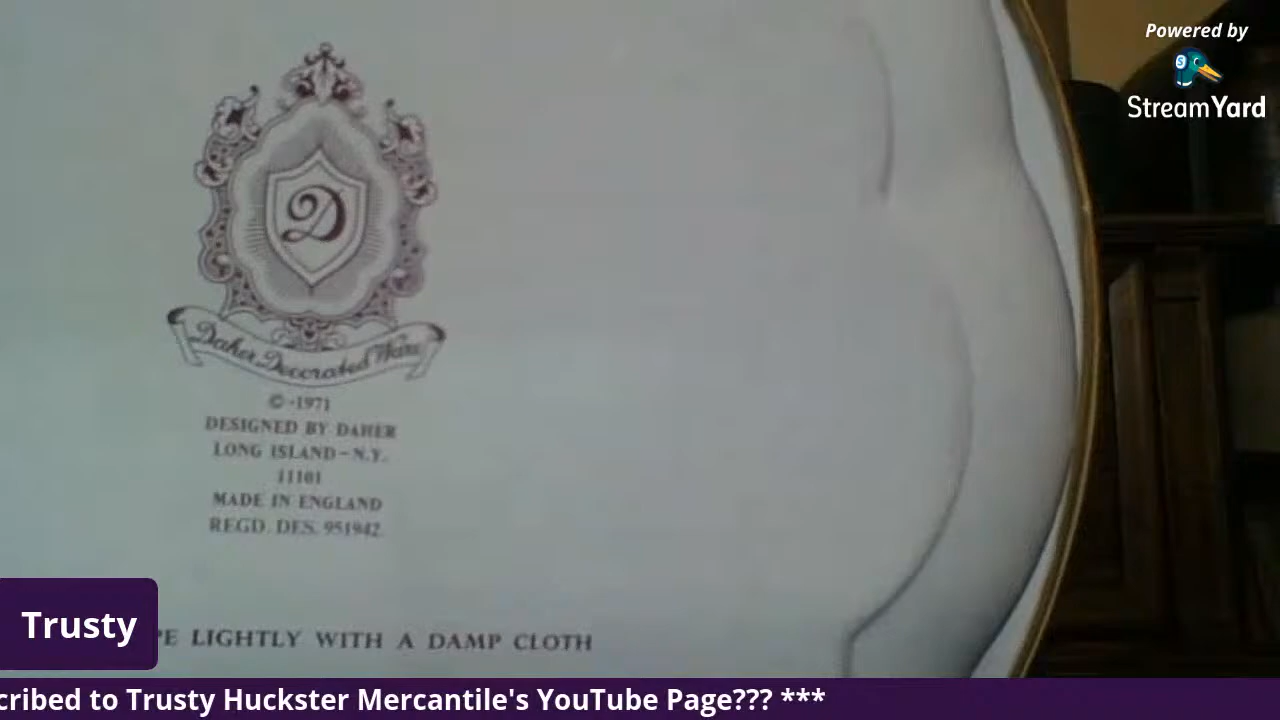 Powered by
StreamYard
D
Daher Decorated Ware
© -1971
DESIGNED BY DAHER
LONG ISLAND - N.Y.
11101
MADE IN ENGLAND
REGD. DES. 951942
Trusty
PE LIGHTLY WITH A DAMP CLOTH
cribed to Trusty Huckster Mercantile's YouTube Page??? ***